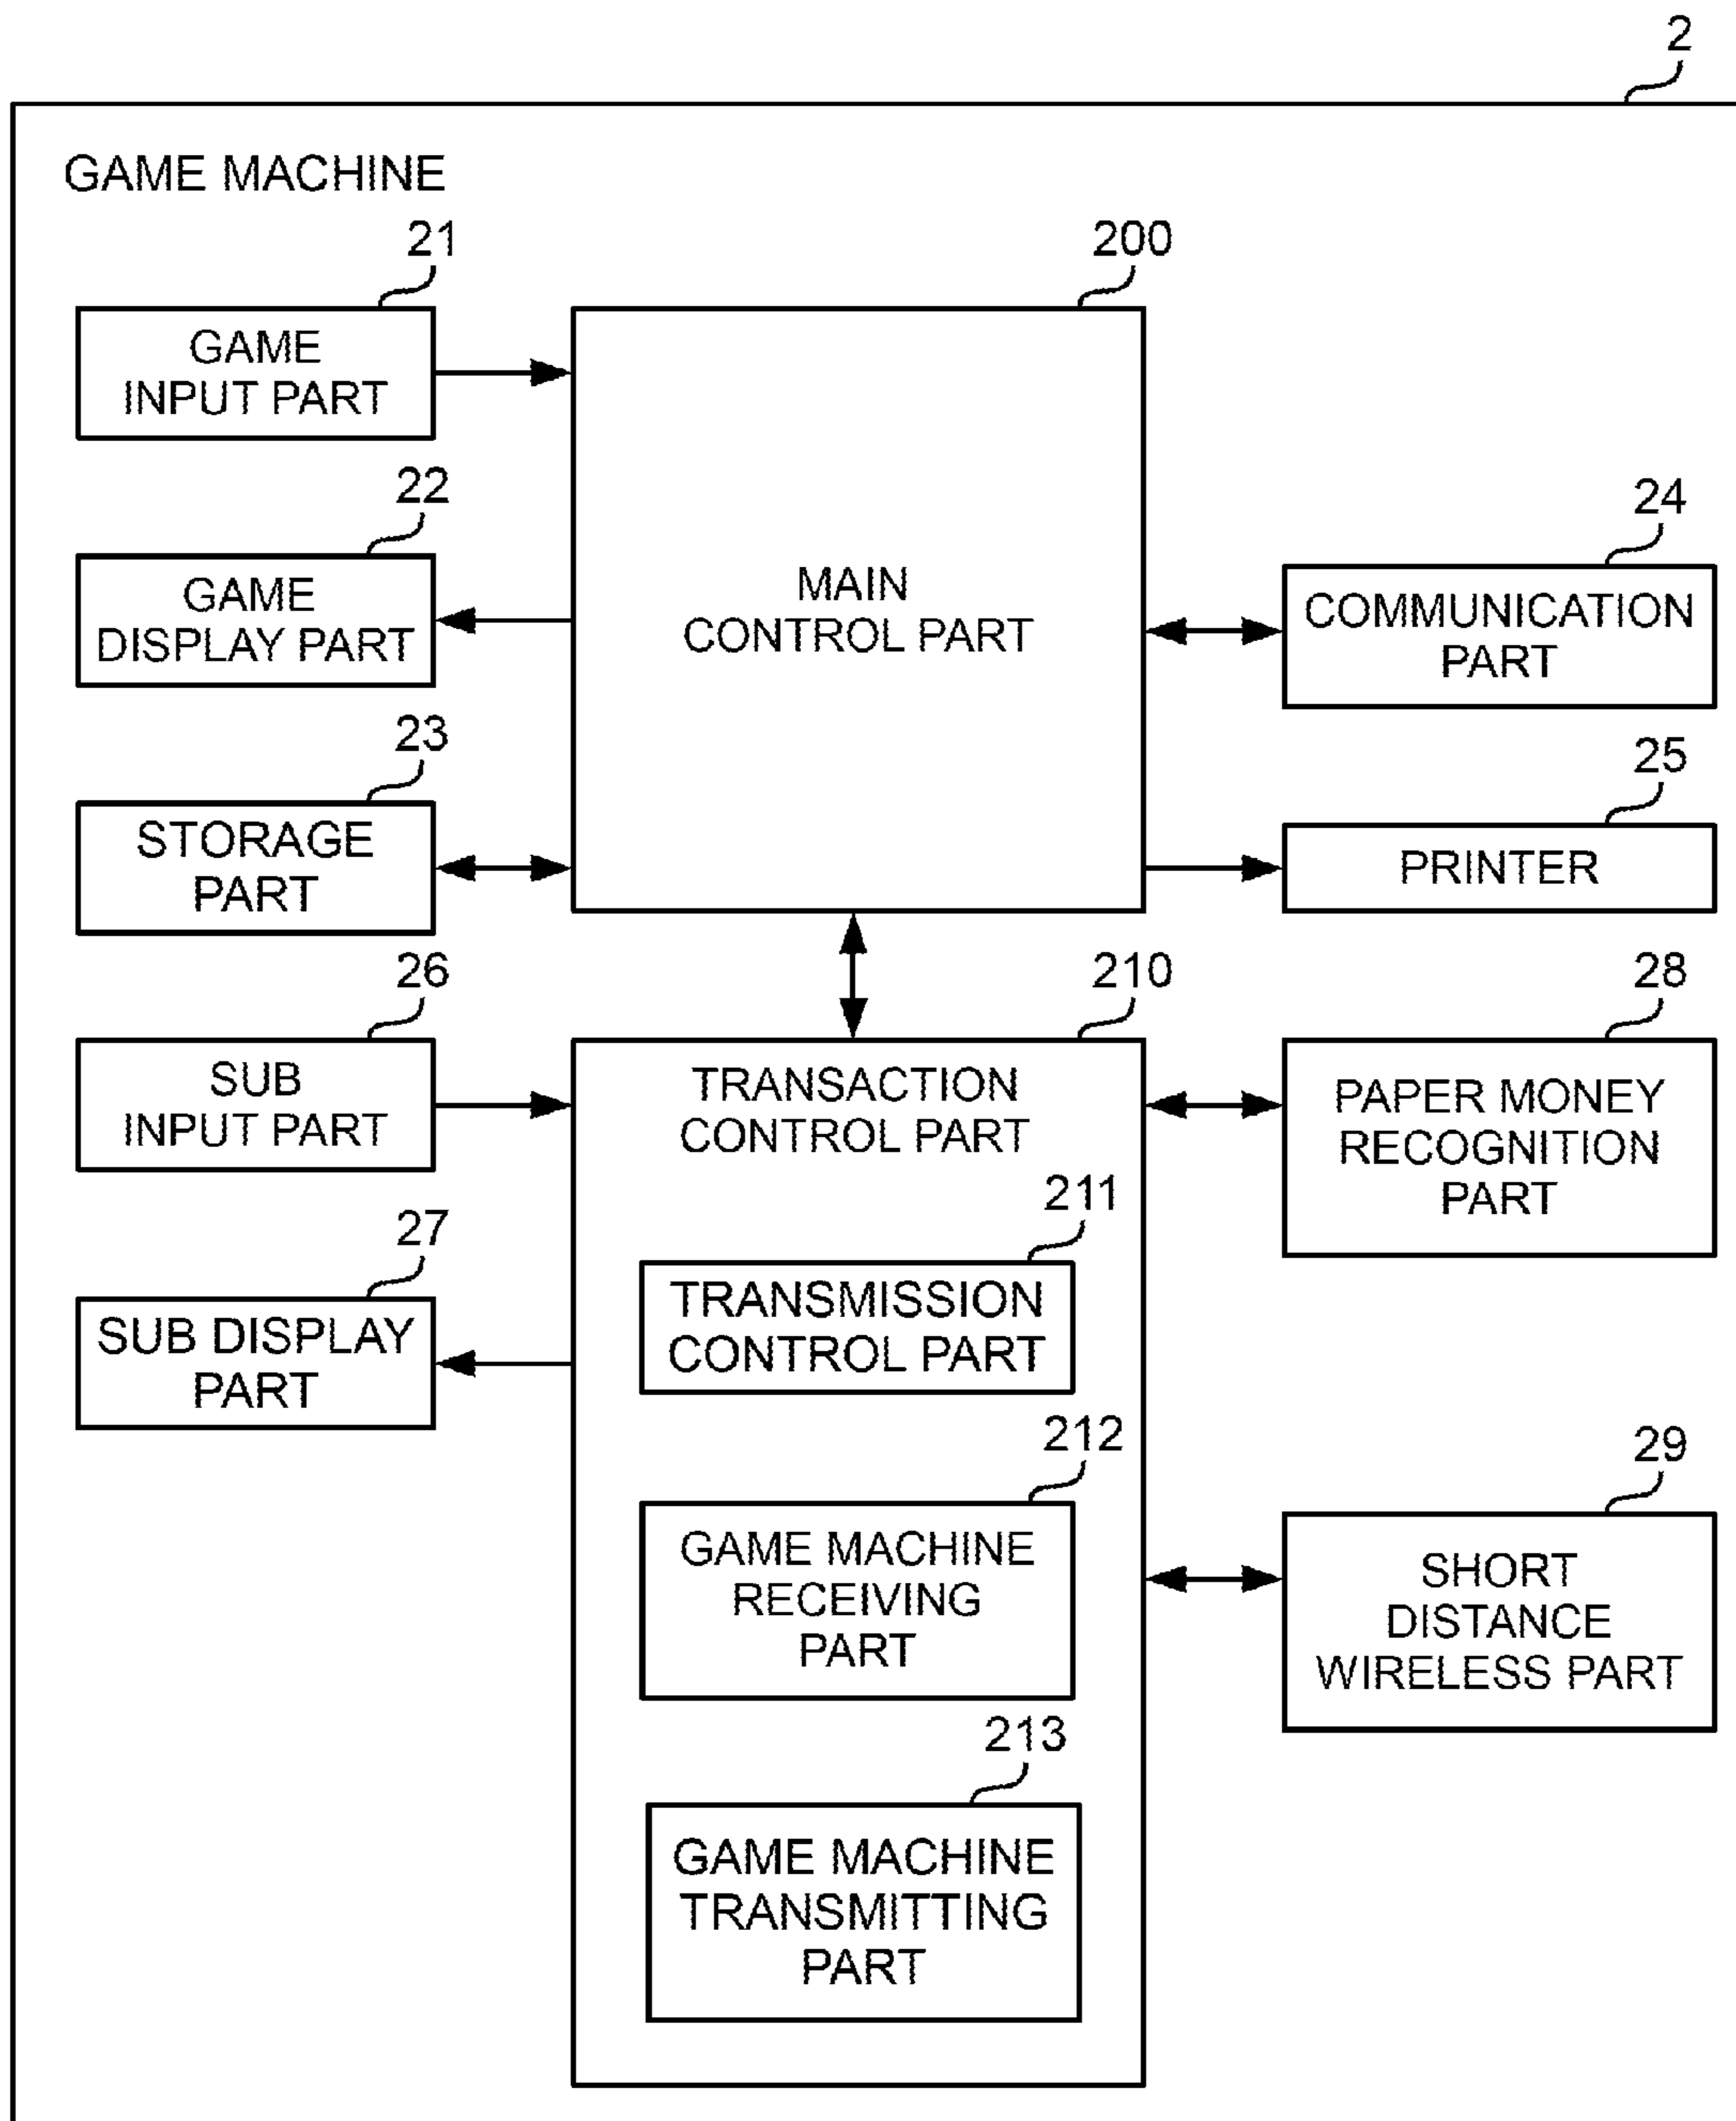 2
GAME MACHINE
21
GAME
INPUT PART
200
MAIN
CONTROL PART
22
GAME
DISPLAY PART
24
COMMUNICATION
PART
23
STORAGE
PART
25
PRINTER
26
SUB
INPUT PART
210
TRANSACTION
CONTROL PART
28
PAPER MONEY
RECOGNITION
PART
211
TRANSMISSION
CONTROL PART
27
SUB DISPLAY
PART
212
GAME MACHINE
RECEIVING
PART
29
SHORT
DISTANCE
WIRELESS PART
213
GAME MACHINE
TRANSMITTING
PART